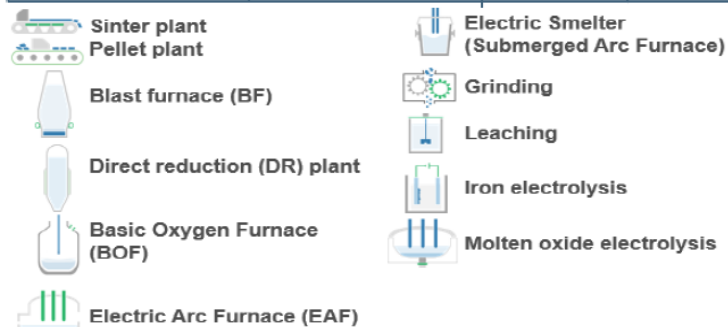 Sinter plant
Pellet plant
Blast furnace (BF)
Direct reduction (DR) plant
Basic Oxygen Furnace
(BOF)
Electric Arc Furnace (EAF)
Electric Smelter
(Submerged Arc Furnace)
Grinding
Leaching
Iron electrolysis
Molten oxide electrolysis